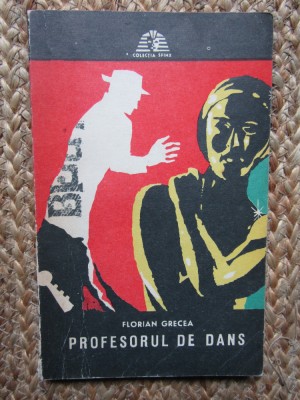 COLECȚIA SFINX
FLORIAN GRECEA
PROFESORUL DE DANS